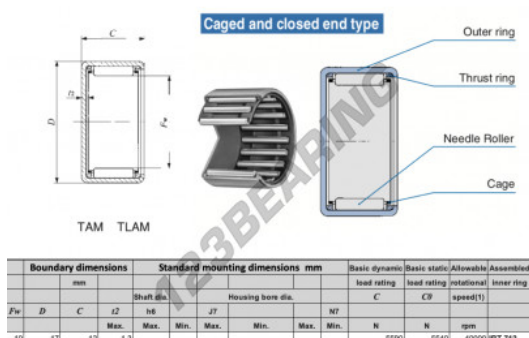 Caged and closed end type
C
Outer ring
Thrust ring
t2
D
Fw
Needle Roller
Cage
TAM TLAM
123BEARING
Boundary dimensions Standard mounting dimensions mm Basic dynamic Basic static Allowable Assembled
mm load rating load rating rotational inner ring
Shaft dia. Housing bore dia. C C0 speed(1)
Fw D C t2 h6 J7 N7
Max. Max. Min. Max. Min. Max. Min. N N rpm